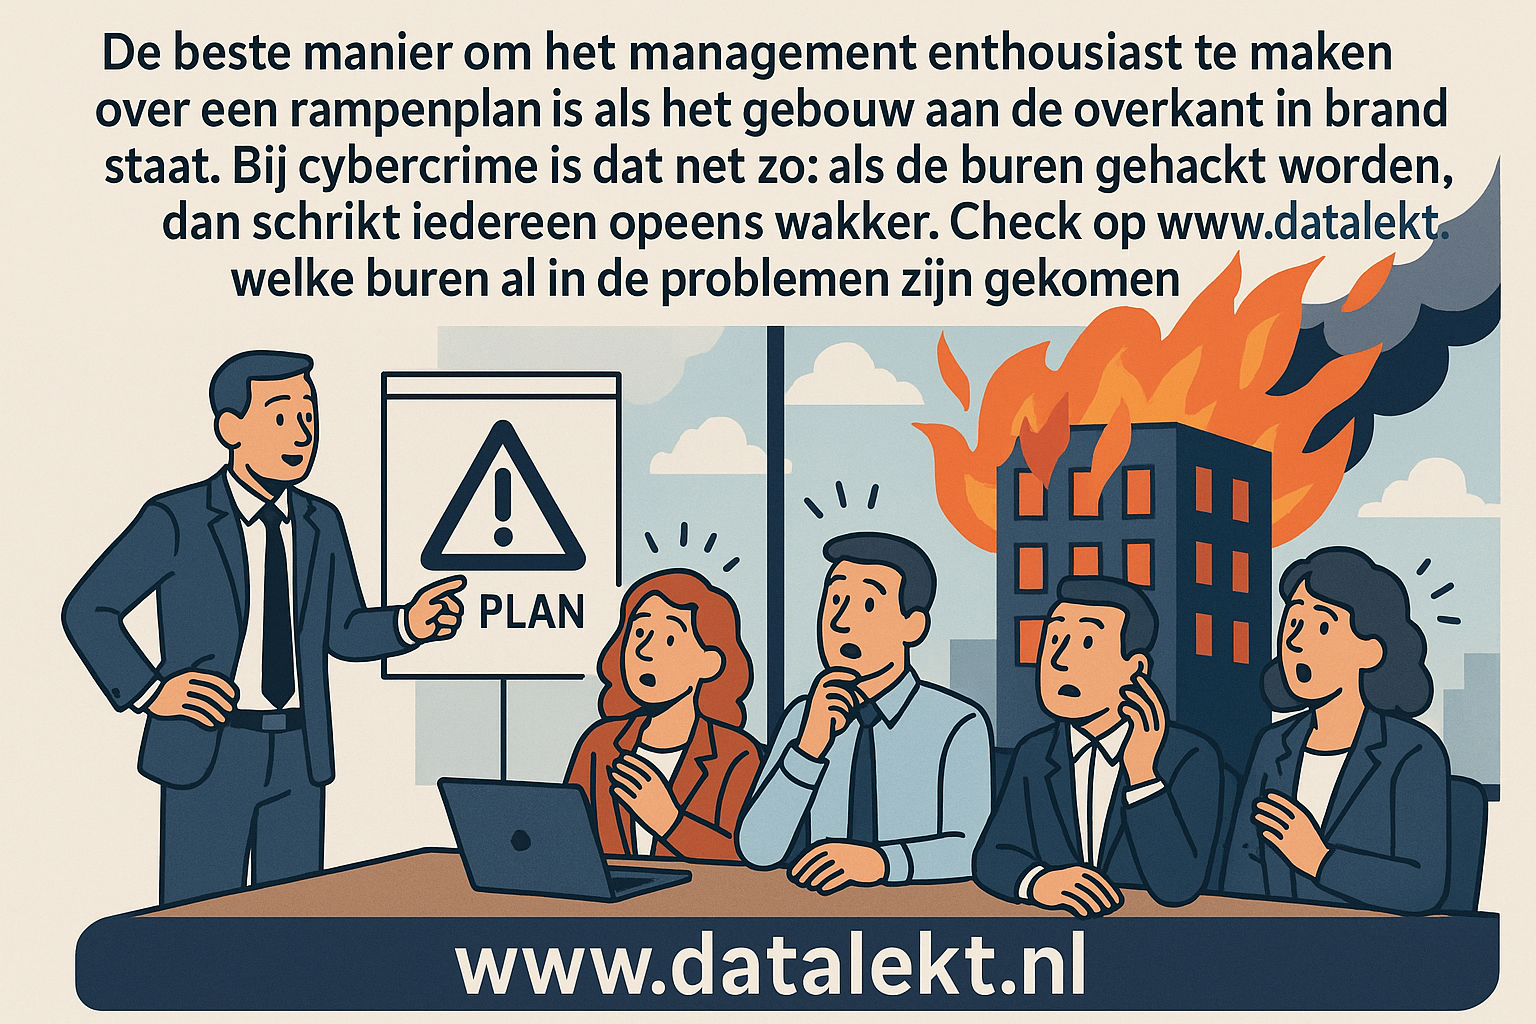 De beste manier om het management enthousiast te maken
over een rampenplan is als het gebouw aan de overkant in brand
staat. Bij cybercrime is dat net zo: als de buren gehackt worden,
dan schrikt iedereen opeens wakker. Check op www.datalekt.
welke buren al in de problemen zijn gekomen
PLAN
www.datalekt.nl